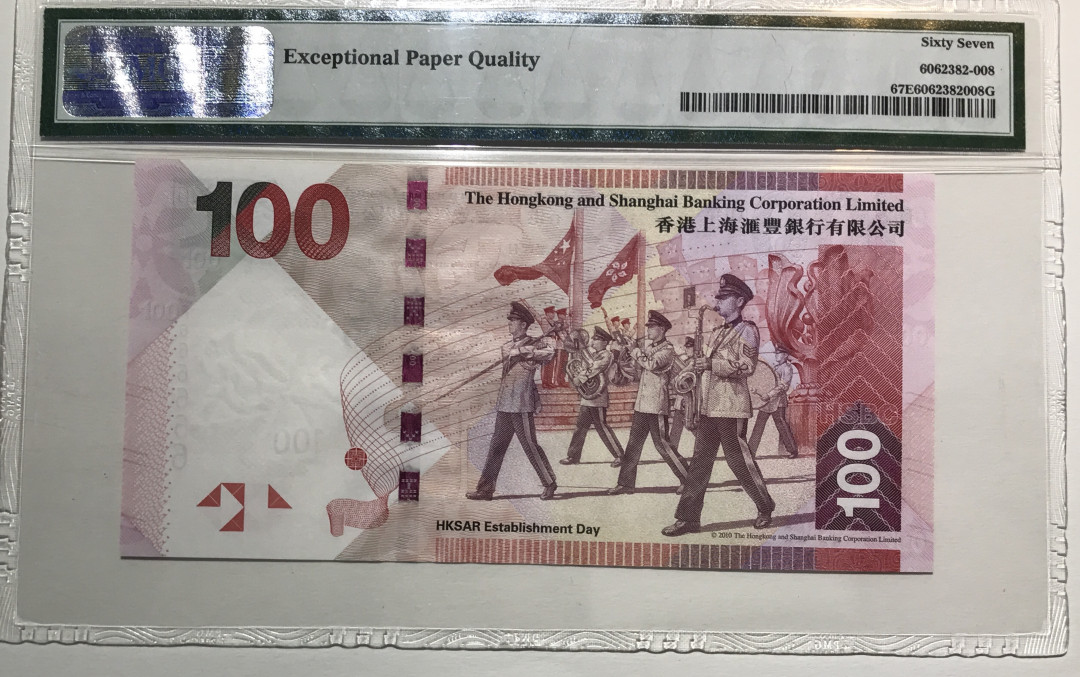 Exceptional Paper Quality
Sixty Seven
6062382-008
67E6062382008G
100
The Hongkong and Shanghai Banking Corporation Limited
香港上海滙豐銀行有限公司
HSBC
100
HKSAR Establishment Day
© 2010 The Hongkong and Shanghai Banking Corporation Limited